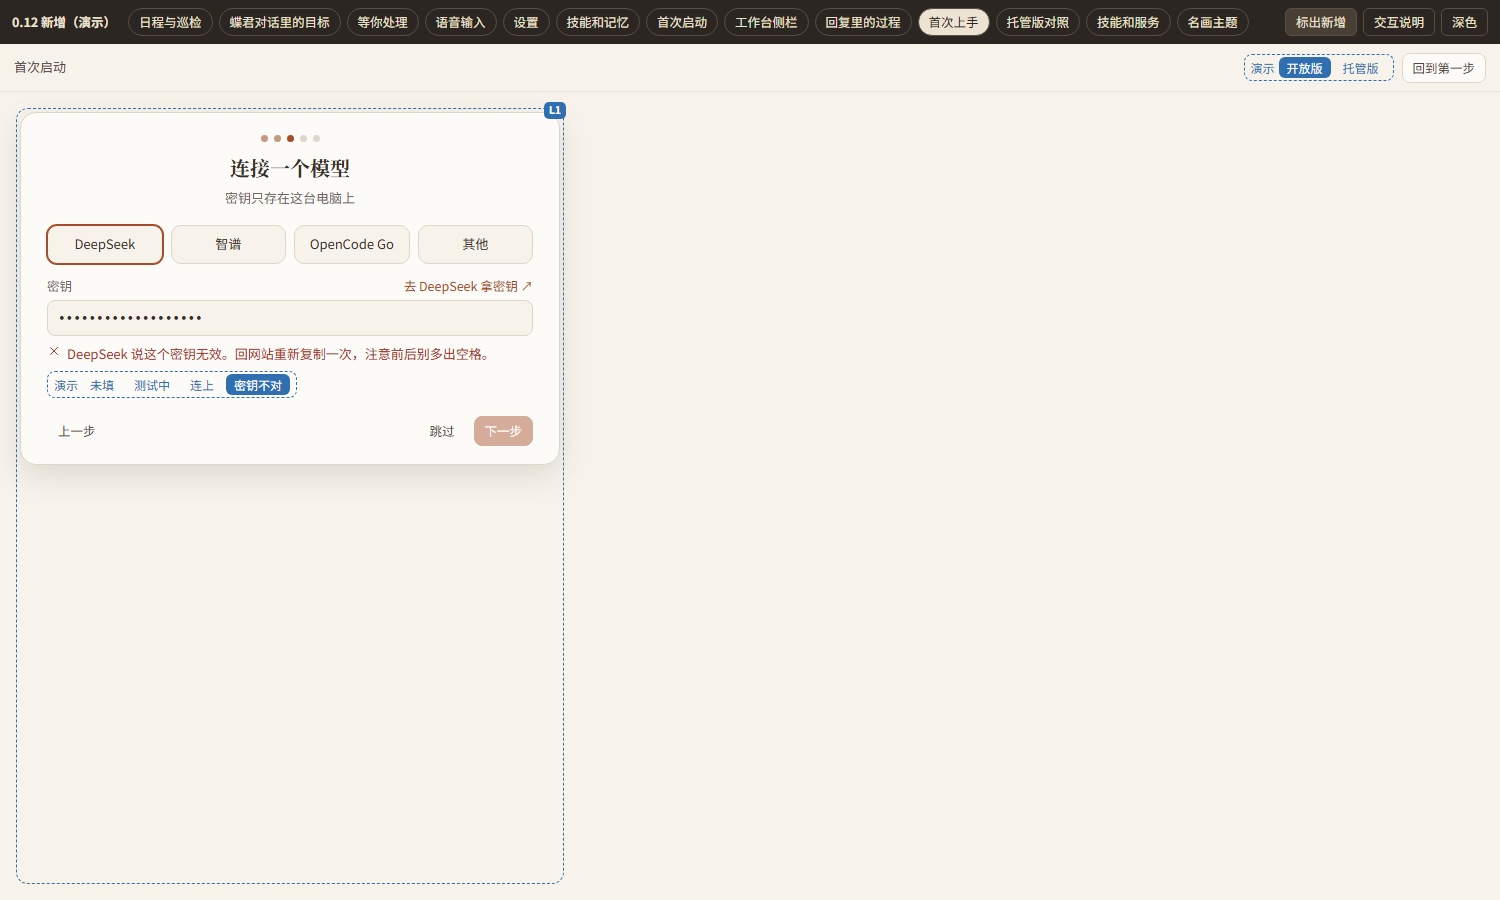 0.12 新增（演示） 日程与巡检 蝶君对话里的目标 等你处理 语音输入 设置 技能和记忆 首次启动 工作台侧栏 回复里的过程 首次上手 托管版对照 技能和服务 名画主题 标出新增 交互说明 深色
首次启动 演示 开放版 托管版 回到第一步
L1
连接一个模型
密钥只存在这台电脑上
DeepSeek 智谱 OpenCode Go 其他
密钥 去 DeepSeek 拿密钥 ↗
•••••••••••••••••••
× DeepSeek 说这个密钥无效。回网站重新复制一次，注意前后别多出空格。
演示 未填 测试中 连上 密钥不对
上一步 跳过 下一步